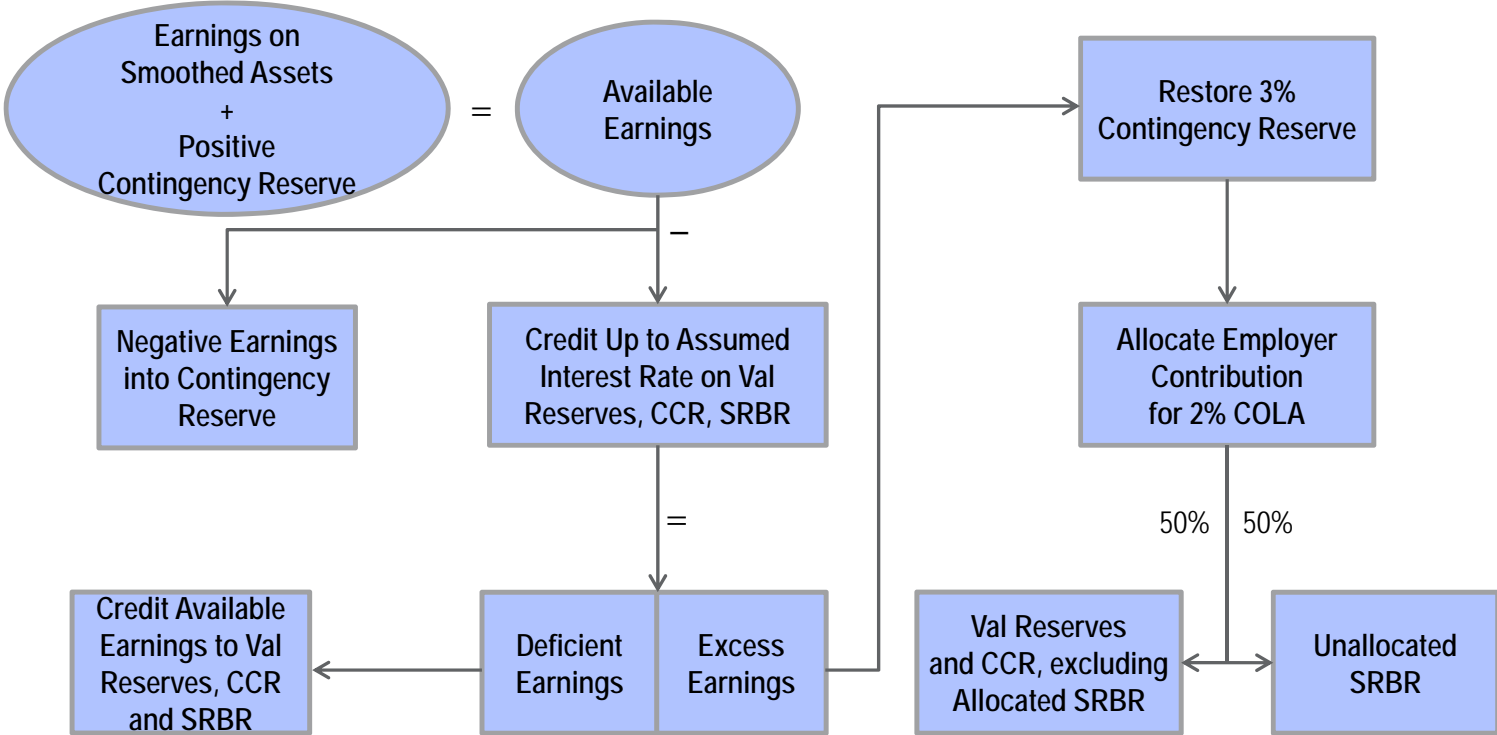 Earnings on
Smoothed Assets
+
Positive
Contingency Reserve
=
Available
Earnings
–
Negative Earnings
into Contingency
Reserve
Credit Up to Assumed
Interest Rate on Val
Reserves, CCR, SRBR
=
Credit Available
Earnings to Val
Reserves, CCR
and SRBR
Deficient
Earnings
Excess
Earnings
Restore 3%
Contingency Reserve
Allocate Employer
Contribution
for 2% COLA
50% 50%
Val Reserves
and CCR, excluding
Allocated SRBR
Unallocated
SRBR